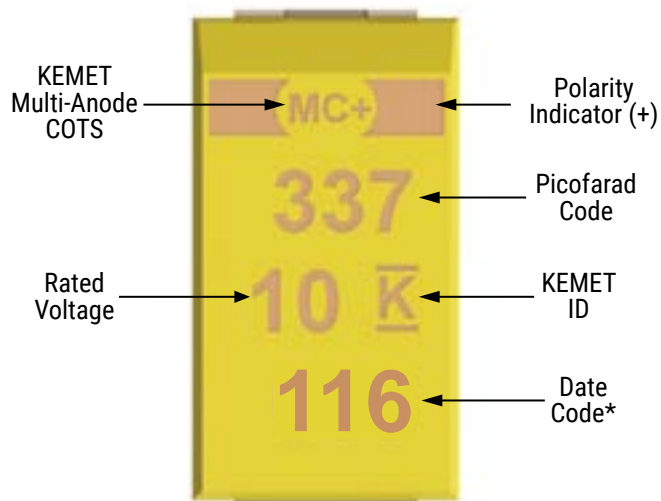 KEMET
Multi-Anode
COTS
MC+
Polarity
Indicator (+)
337
Picofarad
Code
Rated
Voltage
10 K
KEMET
ID
116
Date
Code*